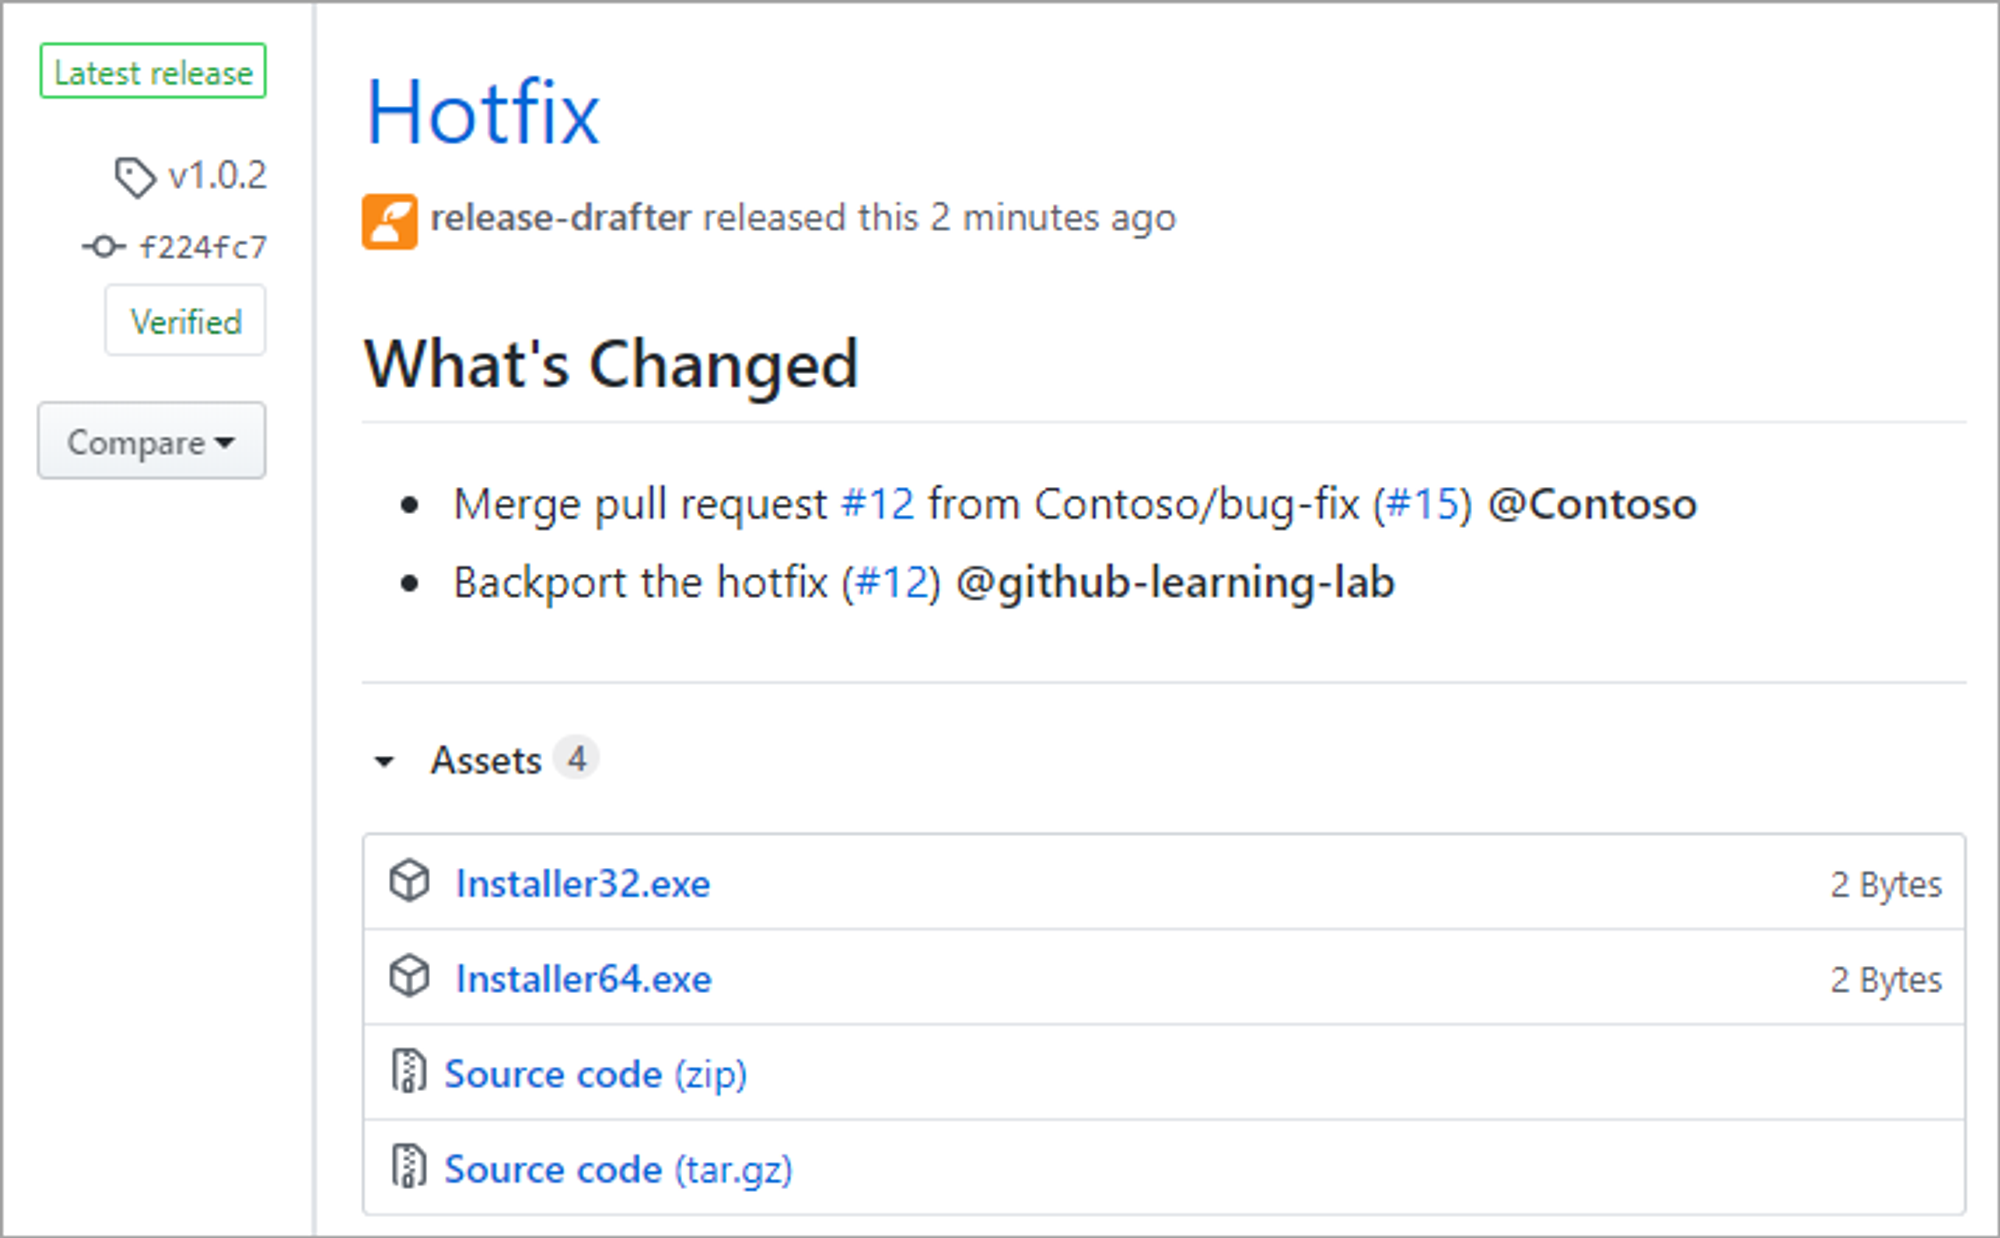 Latest release
v1.0.2
f224fc7
Verified
Compare
Hotfix
release-drafter released this 2 minutes ago
What's Changed
Merge pull request #12 from Contoso/bug-fix (#15) @Contoso
Backport the hotfix (#12) @github-learning-lab
Assets 4
Installer32.exe 2 Bytes
Installer64.exe 2 Bytes
Source code (zip)
Source code (tar.gz)